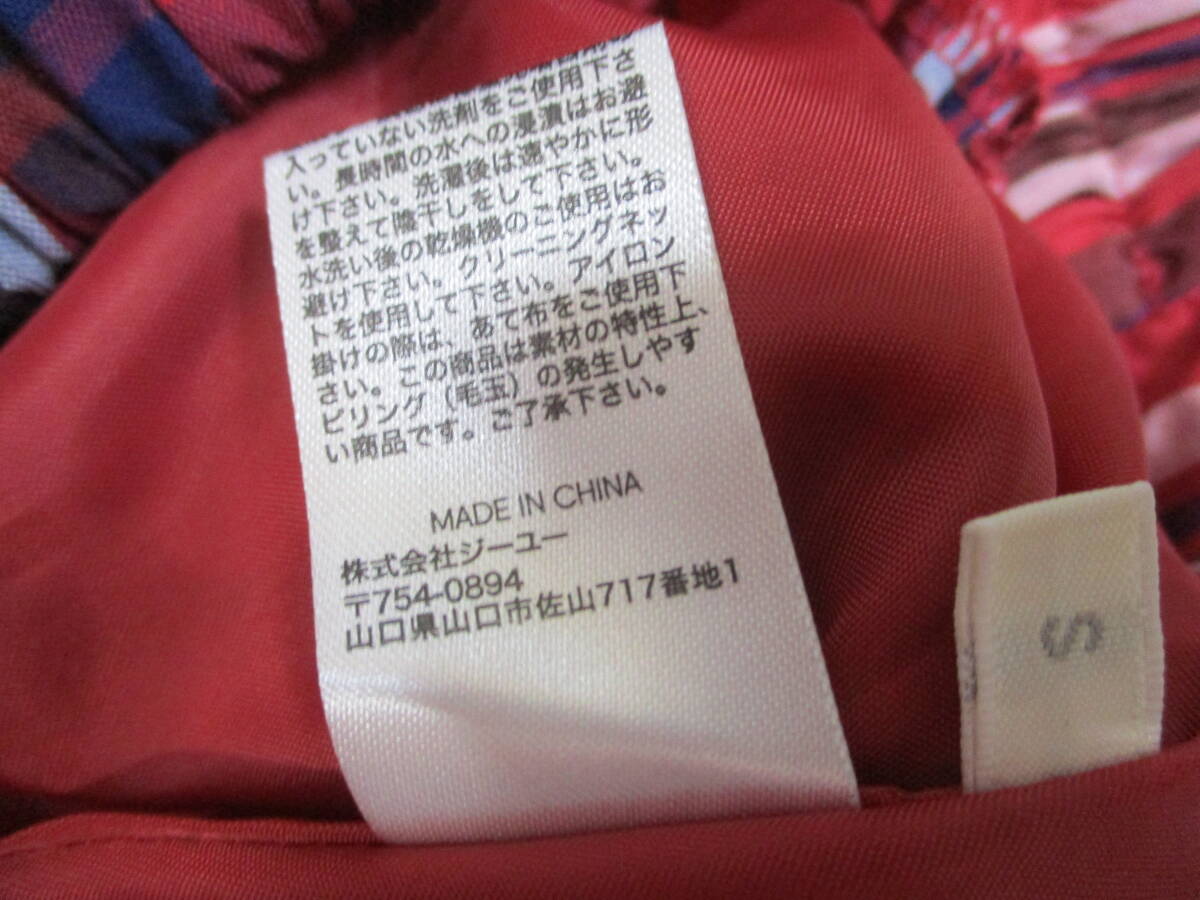 入っていない洗剤をご使用下さ
い。長時間の水への浸漬はお避
け下さい。洗濯後は速やかに形
を整えて陰干しをして下さい。
水洗い後の乾燥機のご使用はお
避け下さい。クリーニングネッ
トを使用して下さい。アイロン
掛けの際は、あて布をご使用下
さい。この商品は素材の特性上、
ピリング（毛玉）の発生しやす
い商品です。ご了承下さい。
MADE IN CHINA
株式会社ジーユー
〒754-0894
山口県山口市佐山717番地1
S